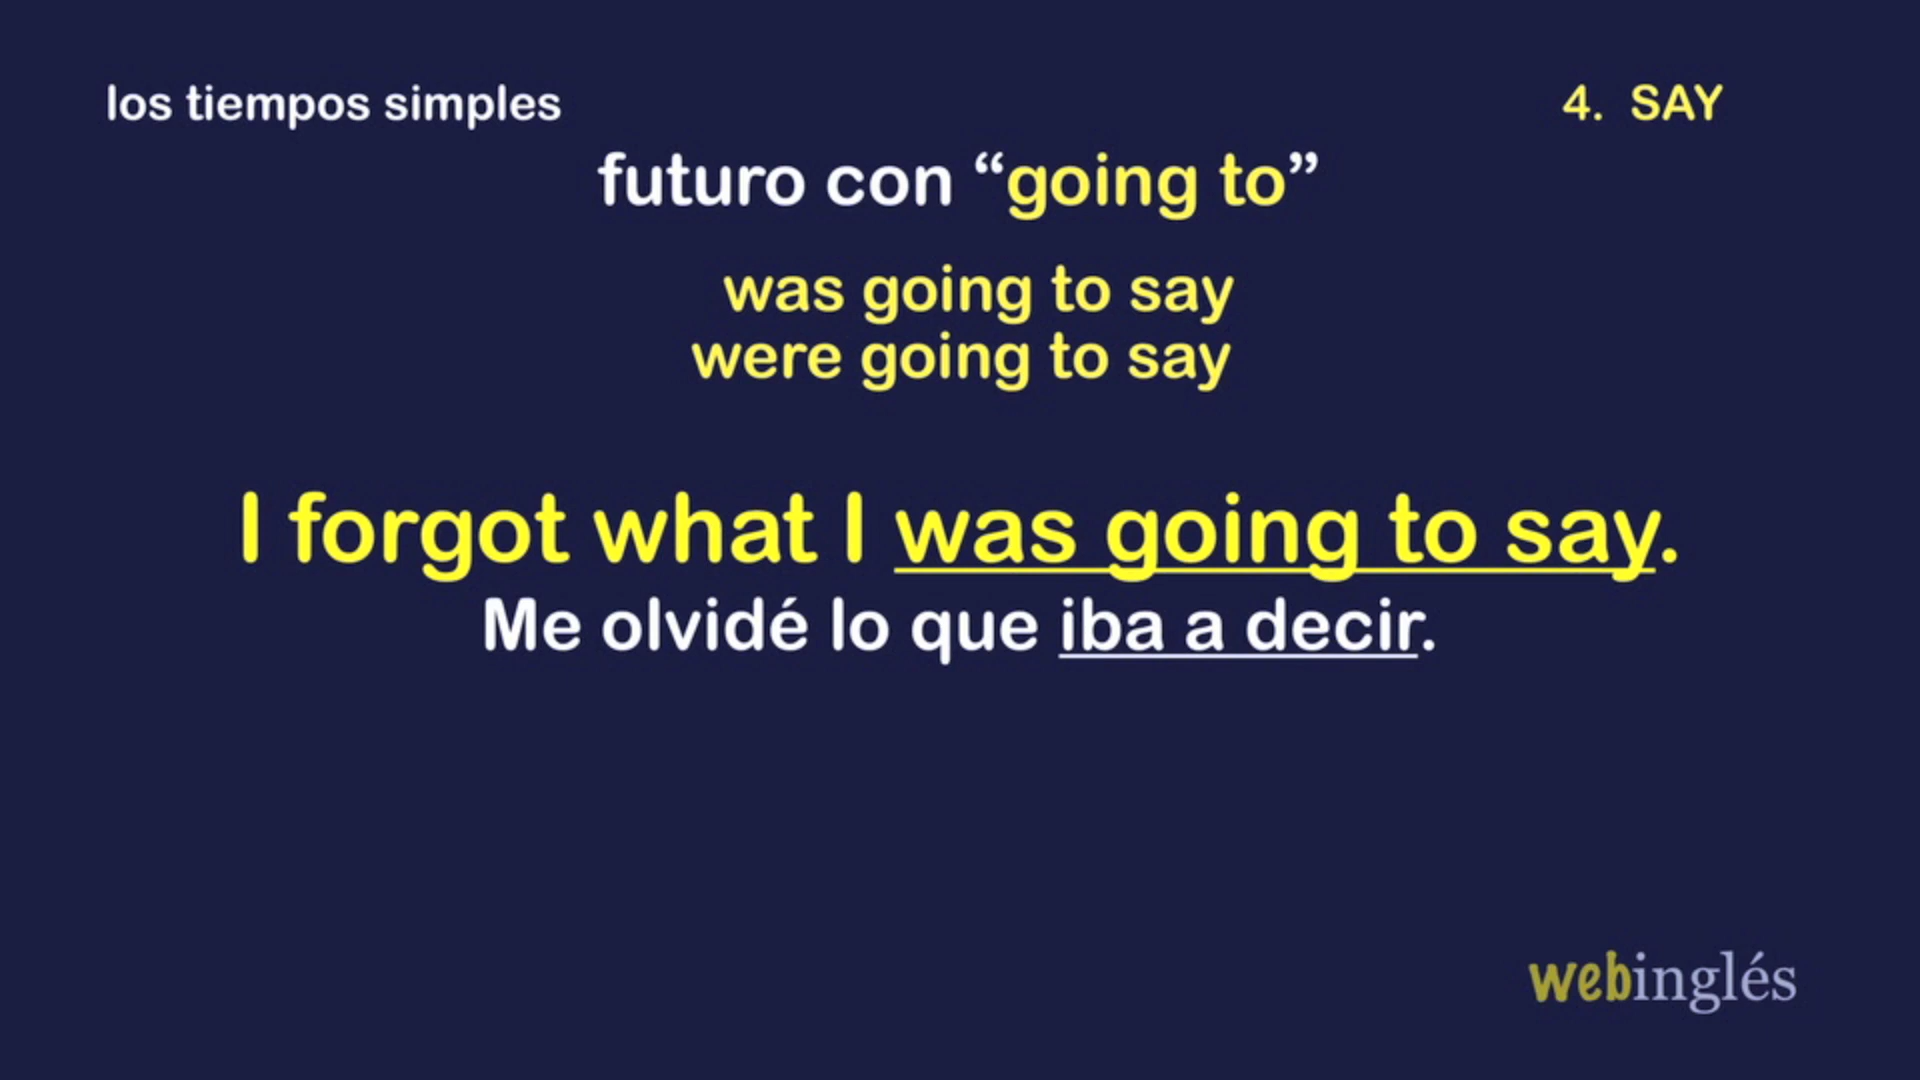 los tiempos simples
4. SAY
futuro con “going to”
was going to say
were going to say
I forgot what I was going to say.
Me olvidé lo que iba a decir.
webinglés